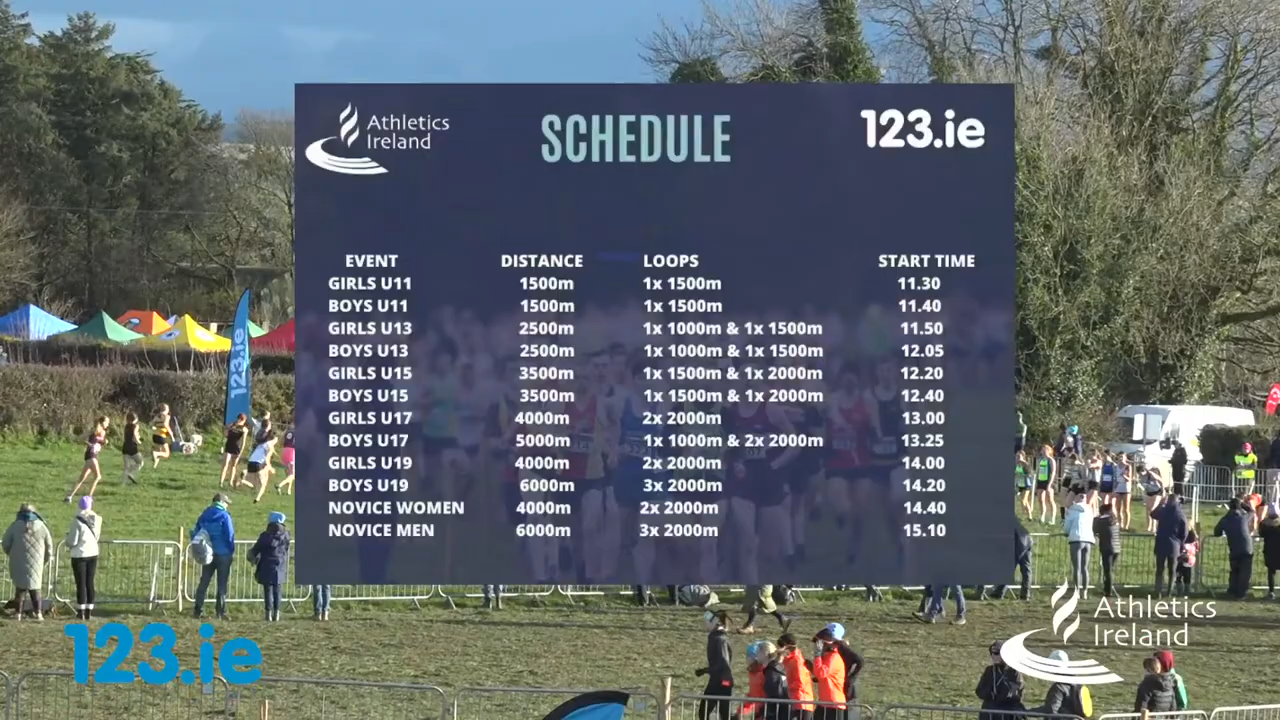 Athletics
Ireland
SCHEDULE
123.ie
EVENT DISTANCE LOOPS START TIME
GIRLS U11 1500m 1x 1500m 11.30
BOYS U11 1500m 1x 1500m 11.40
GIRLS U13 2500m 1x 1000m & 1x 1500m 11.50
BOYS U13 2500m 1x 1000m & 1x 1500m 12.05
GIRLS U15 3500m 1x 1500m & 1x 2000m 12.20
BOYS U15 3500m 1x 1500m & 1x 2000m 12.40
GIRLS U17 4000m 2x 2000m 13.00
BOYS U17 5000m 1x 1000m & 2x 2000m 13.25
GIRLS U19 4000m 2x 2000m 14.00
BOYS U19 6000m 3x 2000m 14.20
NOVICE WOMEN 4000m 2x 2000m 14.40
NOVICE MEN 6000m 3x 2000m 15.10
123.ie
123.ie
Athletics
Ireland